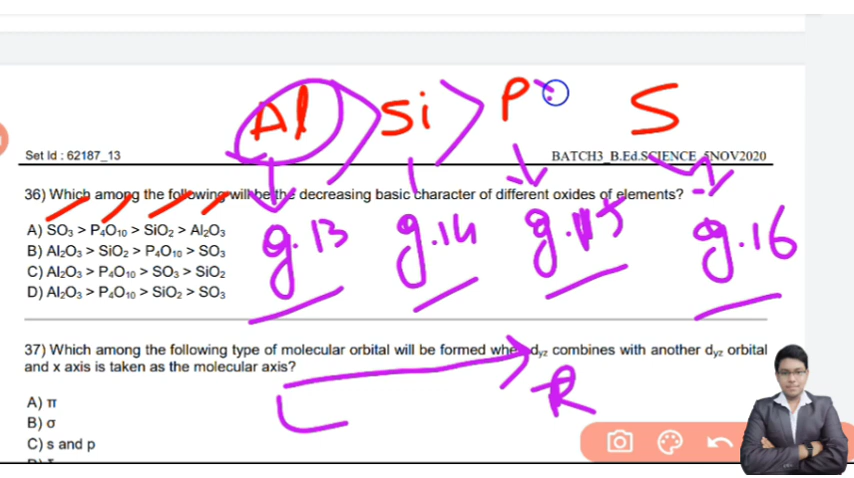 Al > Si > P > S
Set Id : 62187_13
BATCH3_B.Ed.SCIENCE_5NOV2020
36) Which among the following will be the decreasing basic character of different oxides of elements?
A) SO₃ > P₄O₁₀ > SiO₂ > Al₂O₃
B) Al₂O₃ > SiO₂ > P₄O₁₀ > SO₃
C) Al₂O₃ > P₄O₁₀ > SO₃ > SiO₂
D) Al₂O₃ > P₄O₁₀ > SiO₂ > SO₃
g.13 g.14 g.15 g.16
37) Which among the following type of molecular orbital will be formed when dyz combines with another dyz orbital
and x axis is taken as the molecular axis?
L R
A) π
B) σ
C) s and p